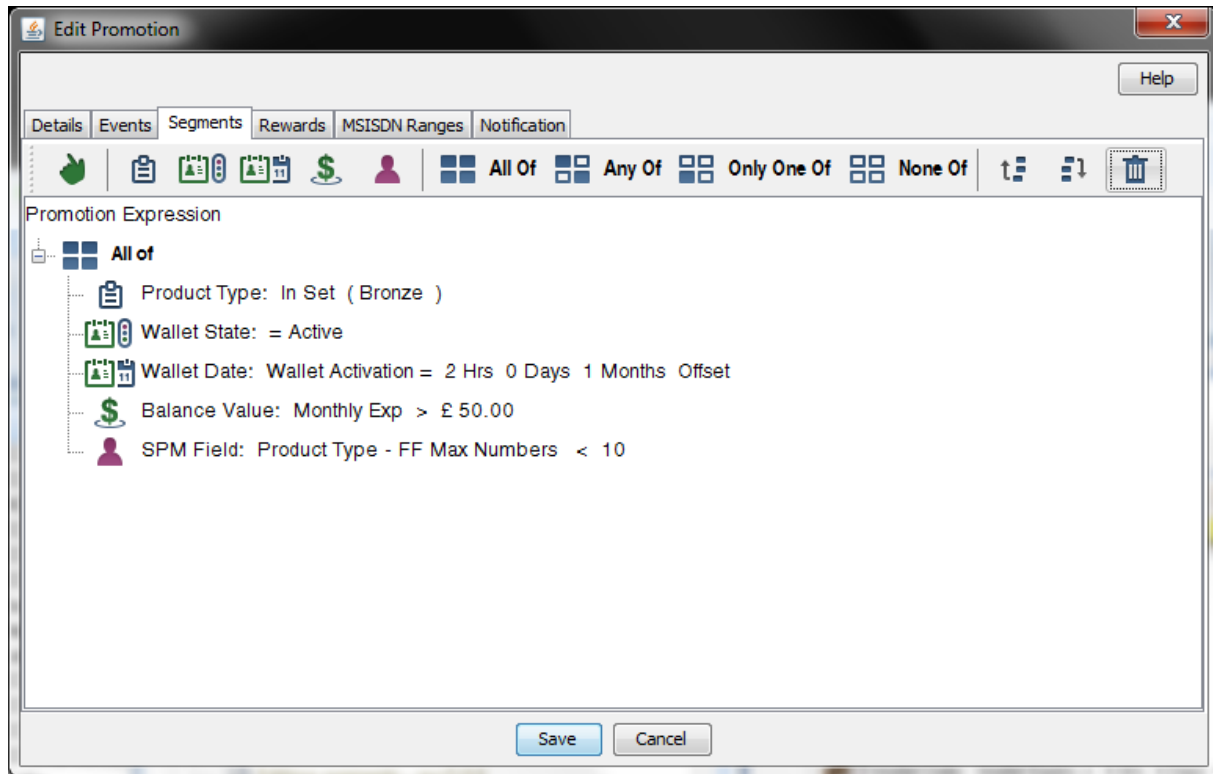 Edit Promotion
Help
Details Events Segments Rewards MSISDN Ranges Notification
11 $ All Of Any Of Only One Of None Of
Promotion Expression
All of
Product Type: In Set ( Bronze )
Wallet State: = Active
11 Wallet Date: Wallet Activation = 2 Hrs 0 Days 1 Months Offset
$ Balance Value: Monthly Exp > £ 50.00
SPM Field: Product Type - FF Max Numbers < 10
Save Cancel